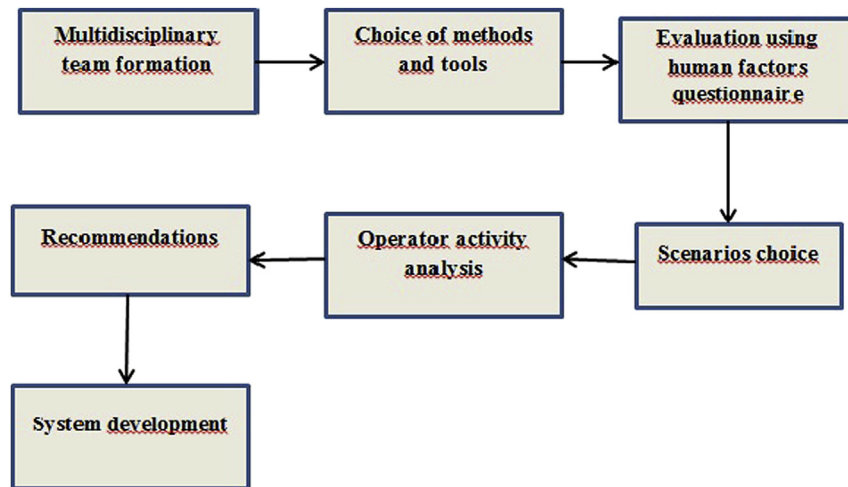 Multidisciplinary
team formation
Choice of methods
and tools
Evaluation using
human factors
questionnaire
Scenarios choice
Operator activity
analysis
Recommendations
System development